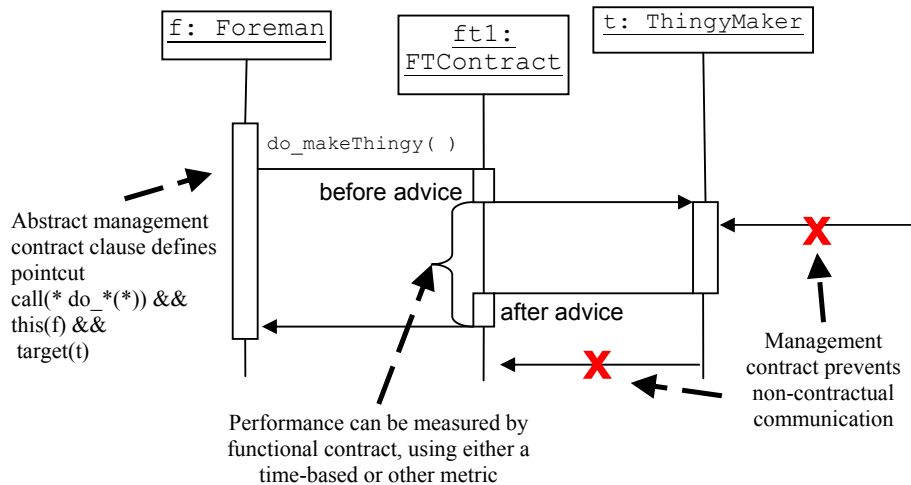 f: Foreman
ft1:
FTContract
t: ThingyMaker
do_makeThingy( )
before advice
X
Abstract management
contract clause defines
pointcut
call(* do_*(*)) &&
this(f) &&
target(t)
after advice
X
Management
contract prevents
non-contractual
communication
Performance can be measured by
functional contract, using either a
time-based or other metric